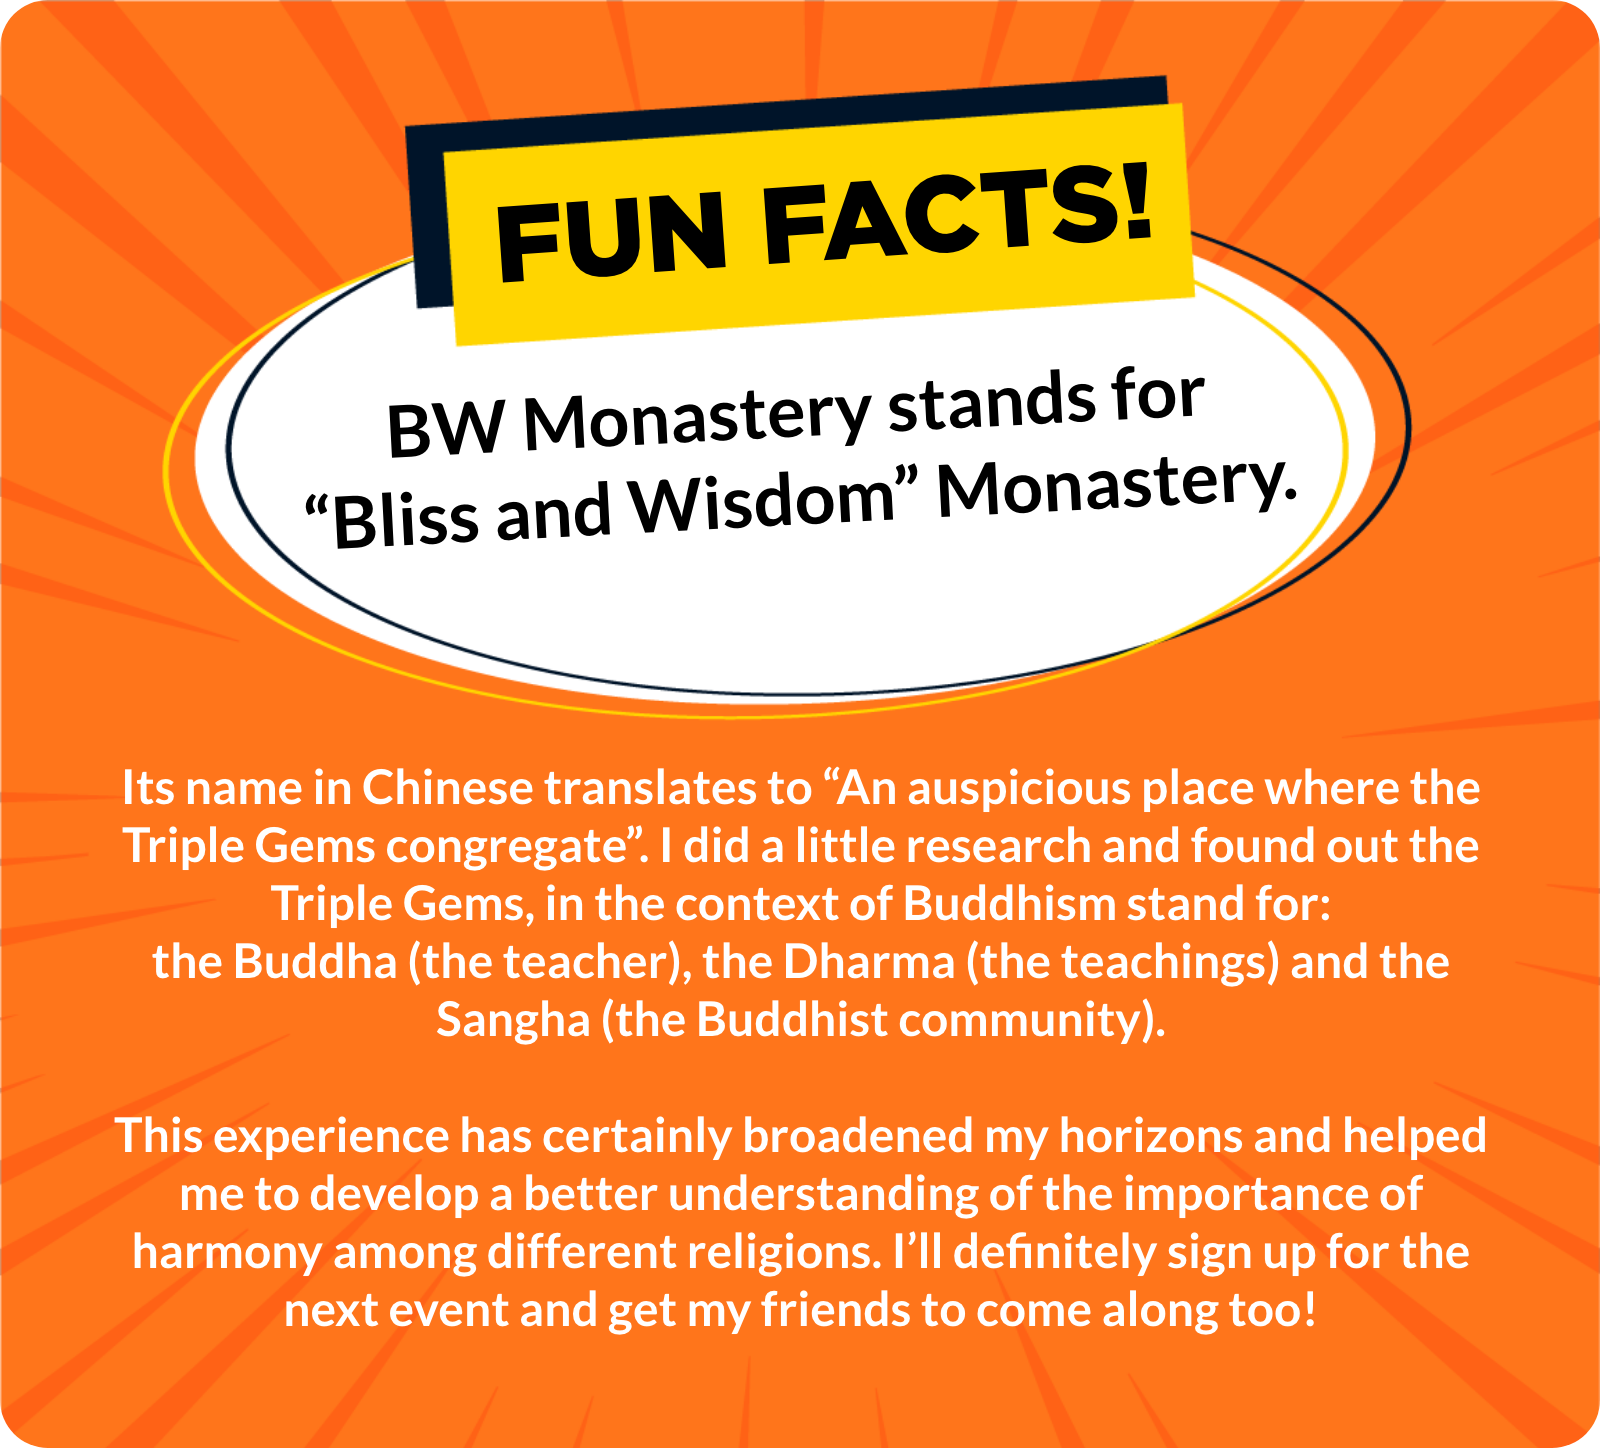 FUN FACTS!
BW Monastery stands for
“Bliss and Wisdom” Monastery.
Its name in Chinese translates to “An auspicious place where the
Triple Gems congregate”. I did a little research and found out the
Triple Gems, in the context of Buddhism stand for:
the Buddha (the teacher), the Dharma (the teachings) and the
Sangha (the Buddhist community).
This experience has certainly broadened my horizons and helped
me to develop a better understanding of the importance of
harmony among different religions. I’ll definitely sign up for the
next event and get my friends to come along too!